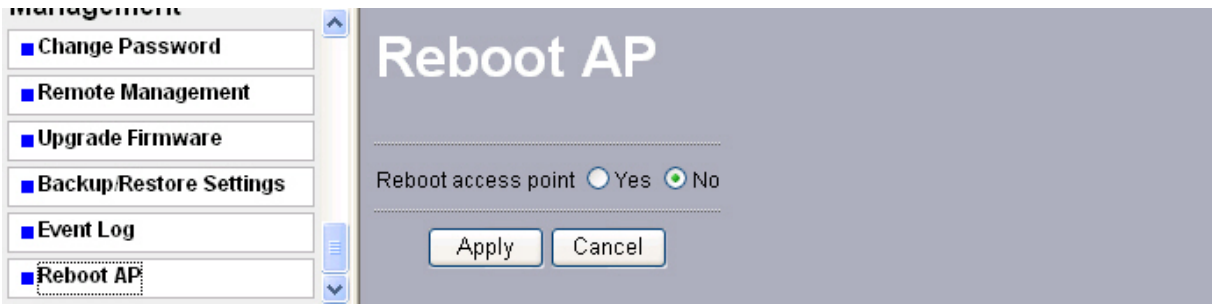 Management
Change Password
Remote Management
Upgrade Firmware
Backup/Restore Settings
Event Log
Reboot AP
Reboot AP
Reboot access point Yes No
Apply Cancel